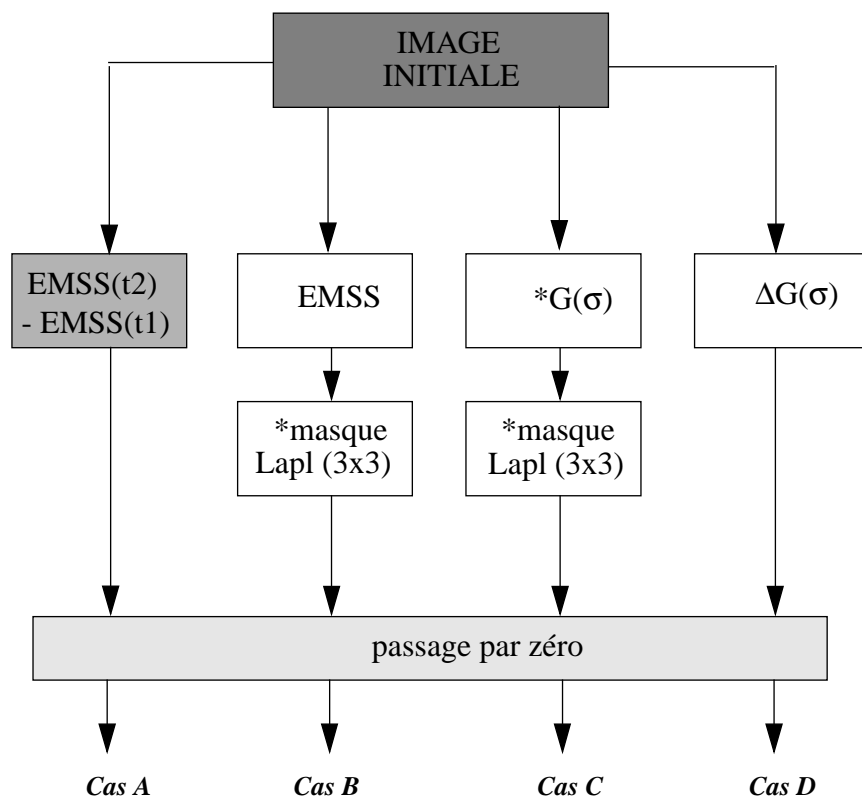 IMAGE
INITIALE
EMSS(t2)
- EMSS(t1)
EMSS
*G(σ)
ΔG(σ)
*masque
Lapl (3x3)
*masque
Lapl (3x3)
passage par zéro
Cas A
Cas B
Cas C
Cas D